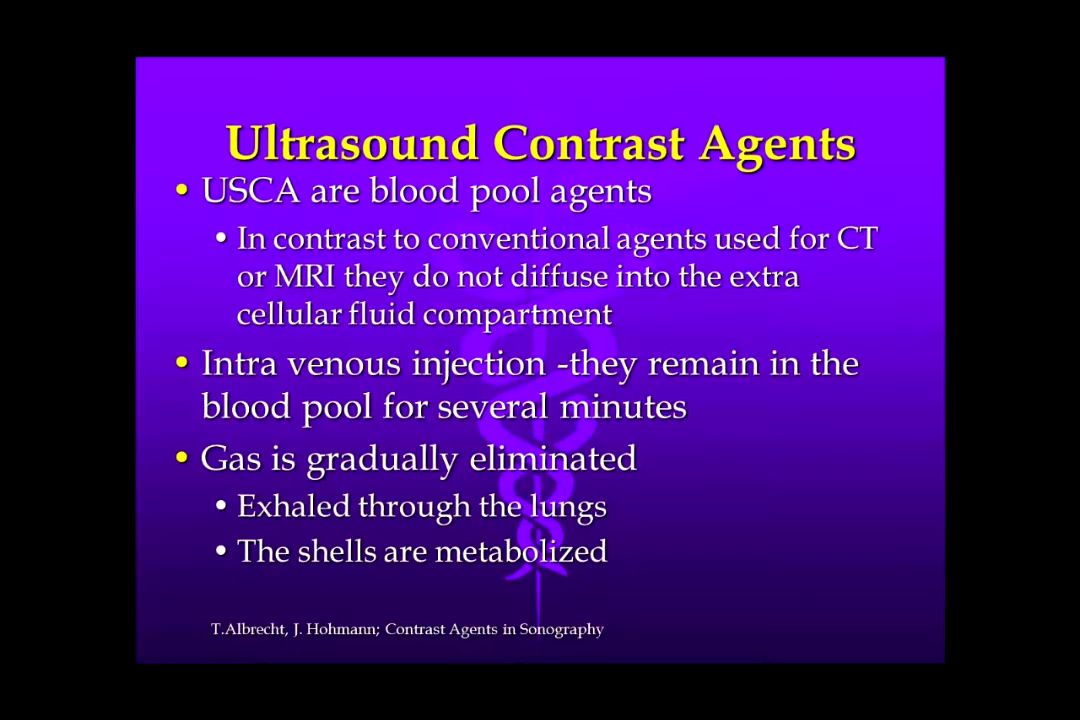 Ultrasound Contrast Agents
• USCA are blood pool agents
• In contrast to conventional agents used for CT
or MRI they do not diffuse into the extra
cellular fluid compartment
• Intra venous injection -they remain in the
blood pool for several minutes
• Gas is gradually eliminated
• Exhaled through the lungs
• The shells are metabolized
T.Albrecht, J. Hohmann; Contrast Agents in Sonography